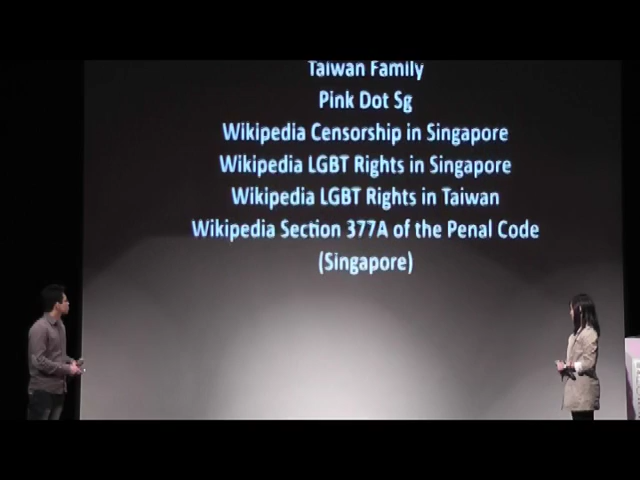 Taiwan Family
Pink Dot Sg
Wikipedia Censorship in Singapore
Wikipedia LGBT Rights in Singapore
Wikipedia LGBT Rights in Taiwan
Wikipedia Section 377A of the Penal Code
(Singapore)